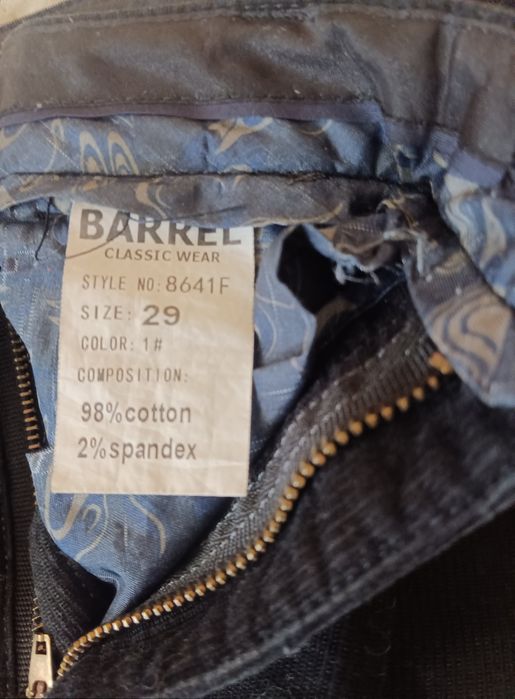 BARREL
CLASSIC WEAR
STYLE NO: 8641F
SIZE: 29
COLOR: 1#
COMPOSITION:
98%cotton
2%spandex